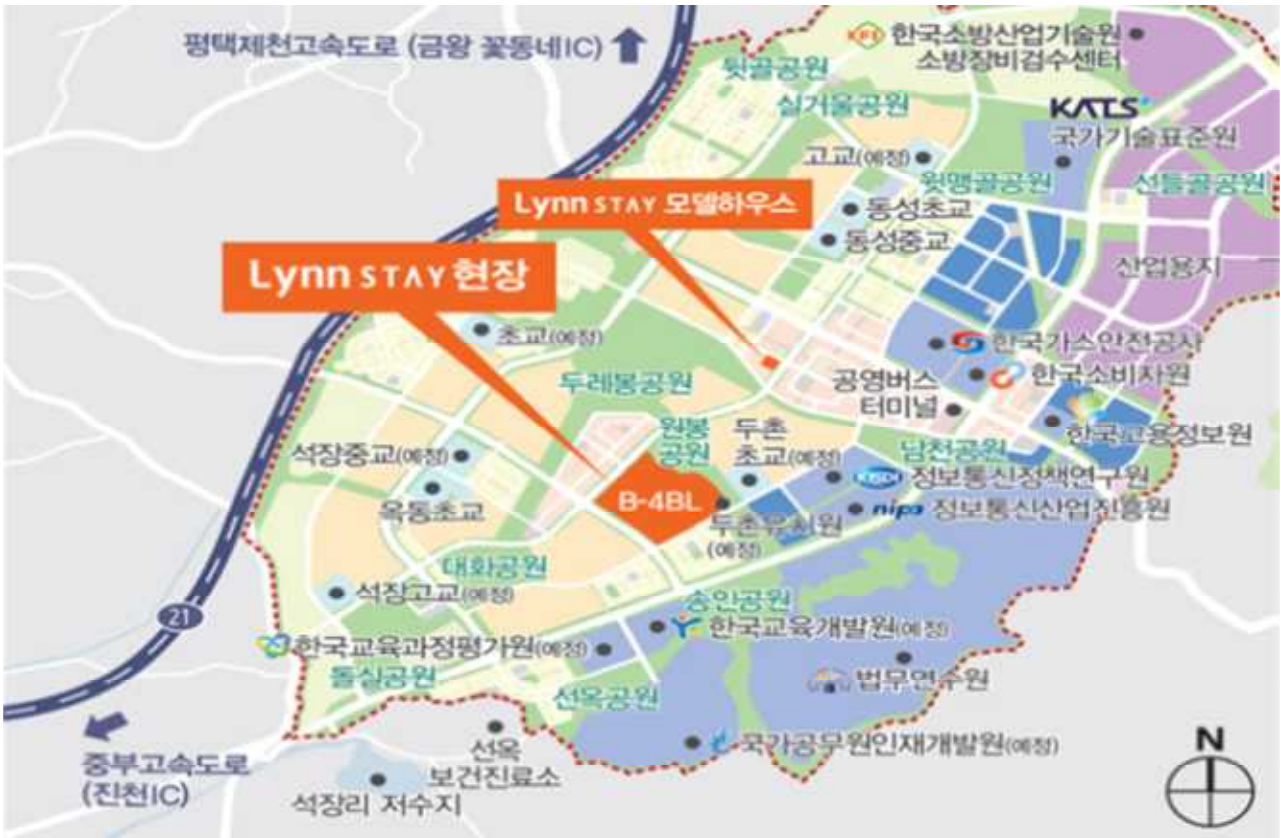 평택제천고속도로 (금왕 꽃동네IC)
KFI 한국소방산업기술원
소방장비검수센터
뒷골공원
실거울공원
KATS
국가기술표준원
고교(예정)
윗맹골공원
선들골공원
Lynn STAY 모델하우스
동성초교
동성중교
Lynn STAY 현장
산업용지
초교(예정)
한국가스안전공사
두레봉공원
공영버스
터미널
한국소비자원
원봉
공원
두촌
초교(예정)
한국고용정보원
석장중교(예정)
남천공원
KISDI 정보통신정책연구원
옥동초교
B-4BL
두촌유치원
(예정)
nipa 정보통신산업진흥원
대화공원
석장고교(예정)
송안공원
21
한국교육개발원(예정)
한국교육과정평가원(예정)
돌실공원
선옥공원
법무연수원
중부고속도로
(진천IC)
선옥
보건진료소
국가공무원인재개발원(예정)
석장리 저수지
N